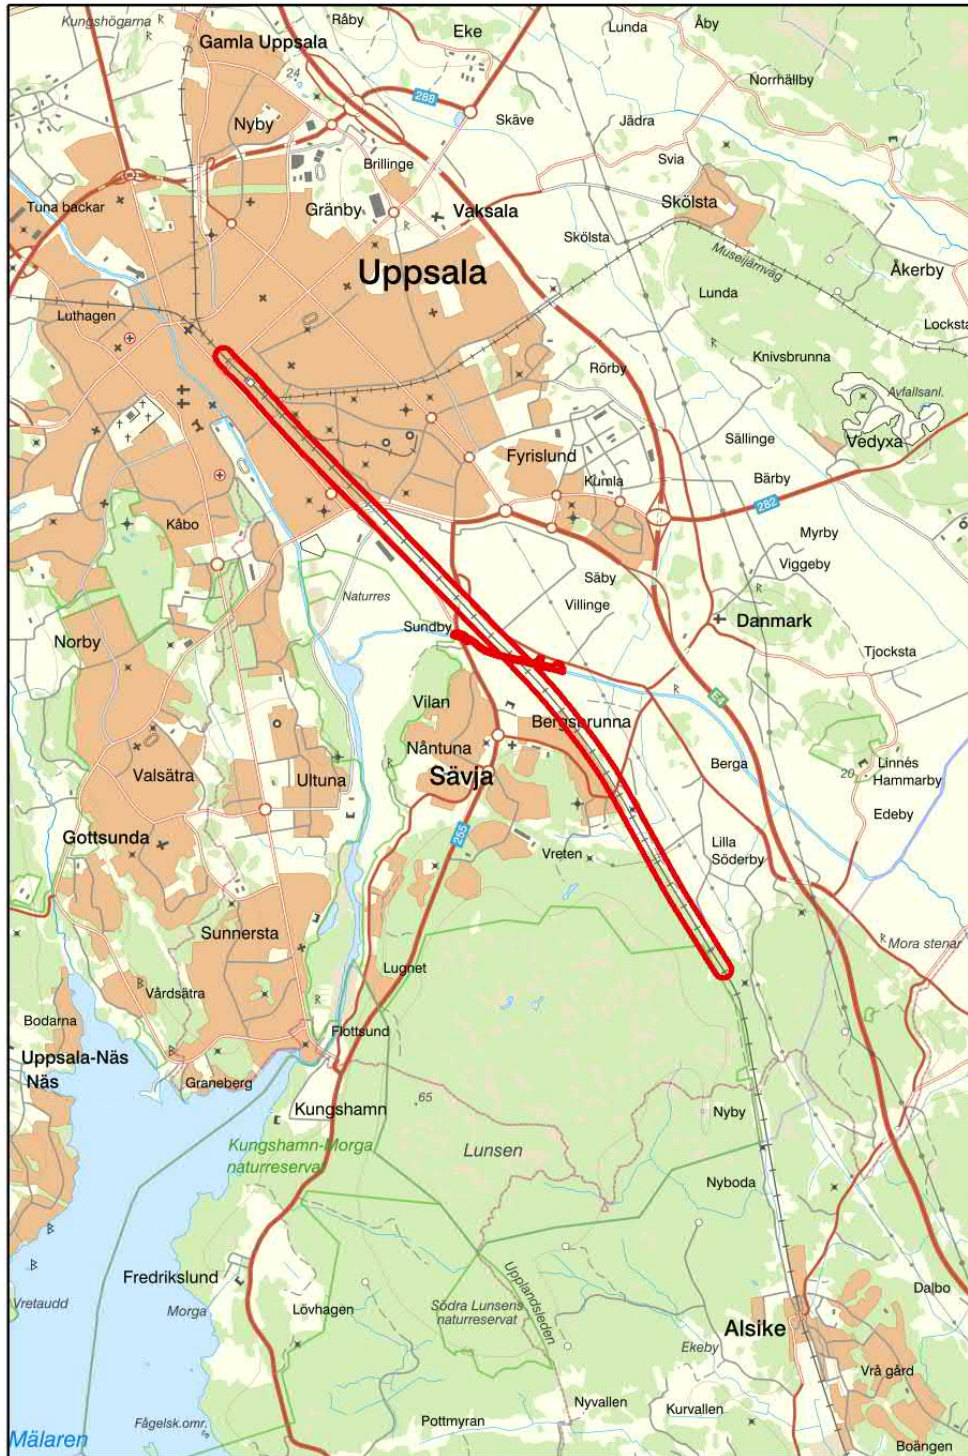 Kungshögarna
Råby
Eke
Lunda
Åby
Gamla Uppsala
24
Norrhällby
288
Skäve
Jädra
Nyby
Brillinge
Svia
Tuna backar
Gränby
Vaksala
Skölsta
Skölsta
Museijärnväg
Uppsala
Åkerby
Lunda
Luthagen
Locksta
Knivsbrunna
Rörby
Avfallsanl.
Sällinge
Vedyxa
Fyrislund
Kumla
Bärby
282
Kåbo
Myrby
Viggeby
Säby
Naturres
Villinge
Danmark
Sundby
Norby
Tjocksta
E4
Vilan
Bergsbrunna
Nåntuna
Valsätra
Ultuna
Sävja
Berga
Linnés
20
Hammarby
Edeby
Gottsunda
255
Lilla
Söderby
Vreten
Sunnersta
Mora stenar
Lugnet
Vårdsätra
Bodarna
Flottsund
Uppsala-Näs
Näs
Graneberg
65
Kungshamn
Nyby
Kungshamn-Morga
naturreservat
Lunsen
Nyboda
Fredrikslund
Upplandsleden
Dalbo
Vretaudd
Morga
Lövhagen
Södra Lunsens
naturreservat
Alsike
Ekeby
Vrå gård
Nyvallen
Kurvallen
Fågelsk.omr.
Pottmyran
Mälaren
Boängen